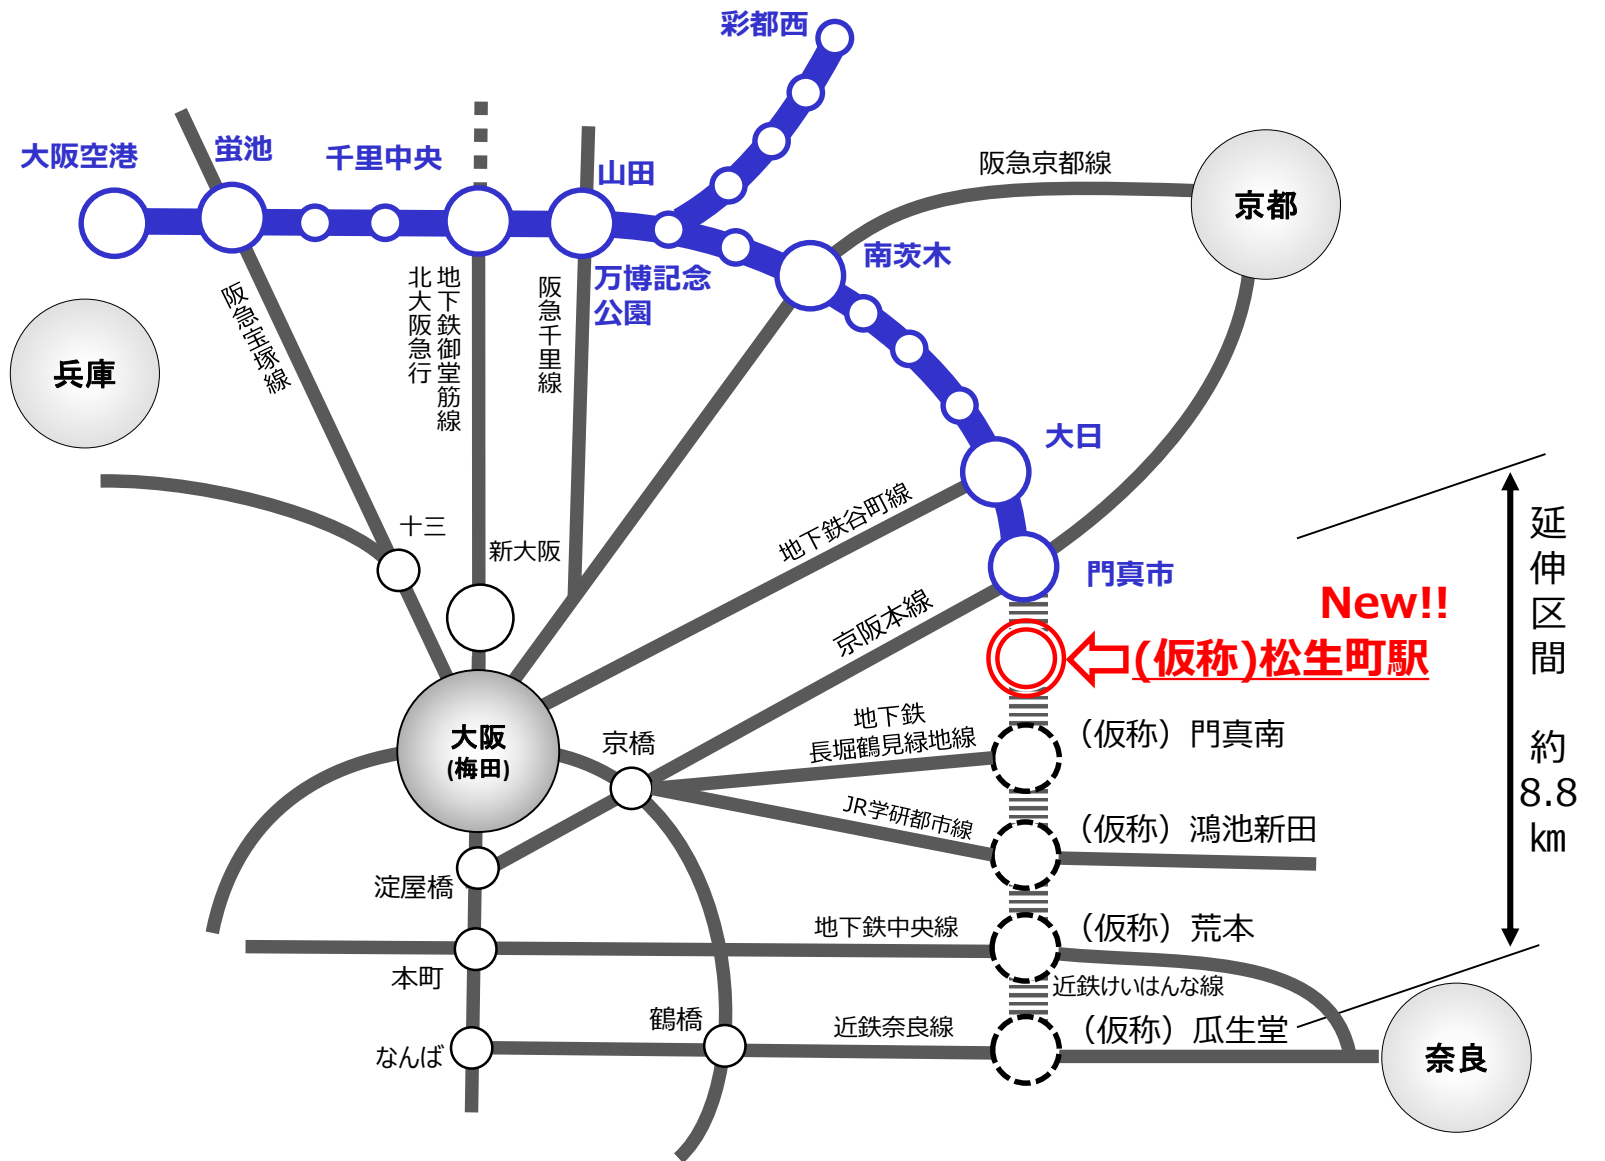 彩都西
大阪空港
蛍池
千里中央
山田
阪急京都線
京都
南茨木
万博記念
公園
阪急宝塚線
地下鉄御堂筋線
北大阪急行
阪急千里線
兵庫
大日
十三
新大阪
地下鉄谷町線
門真市
延伸区間 約8.8㎞
New!!
(仮称)松生町駅
京阪本線
大阪
(梅田)
京橋
地下鉄
長堀鶴見緑地線
（仮称）門真南
JR学研都市線
（仮称）鴻池新田
淀屋橋
地下鉄中央線
（仮称）荒本
本町
近鉄けいはんな線
鶴橋
近鉄奈良線
（仮称）瓜生堂
なんば
奈良